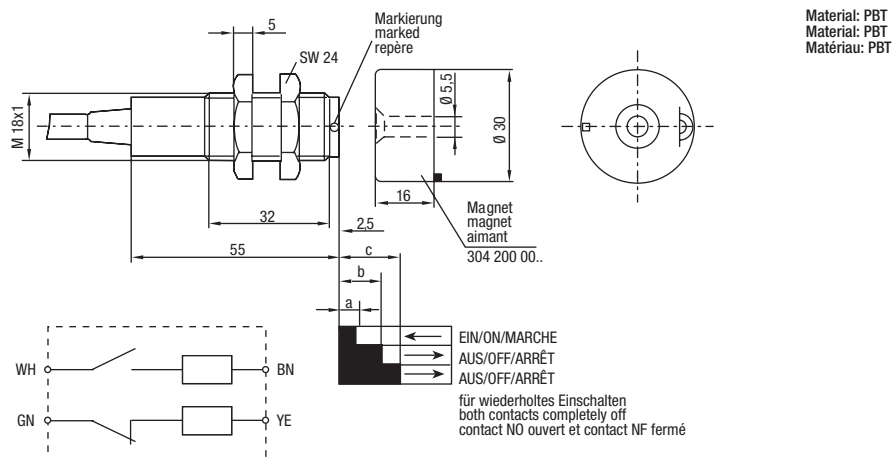 Material: PBT
Material: PBT
Matériau: PBT
5
Markierung
marked
repère
SW 24
M 18x1
Ø 5,5
Ø 30
16
32
2,5
55
Magnet
magnet
aimant
304 200 00..
c
b
a
EIN/ON/MARCHE
AUS/OFF/ARRÊT
AUS/OFF/ARRÊT
für wiederholtes Einschalten
both contacts completely off
contact NO ouvert et contact NF fermé
WH
BN
GN
YE